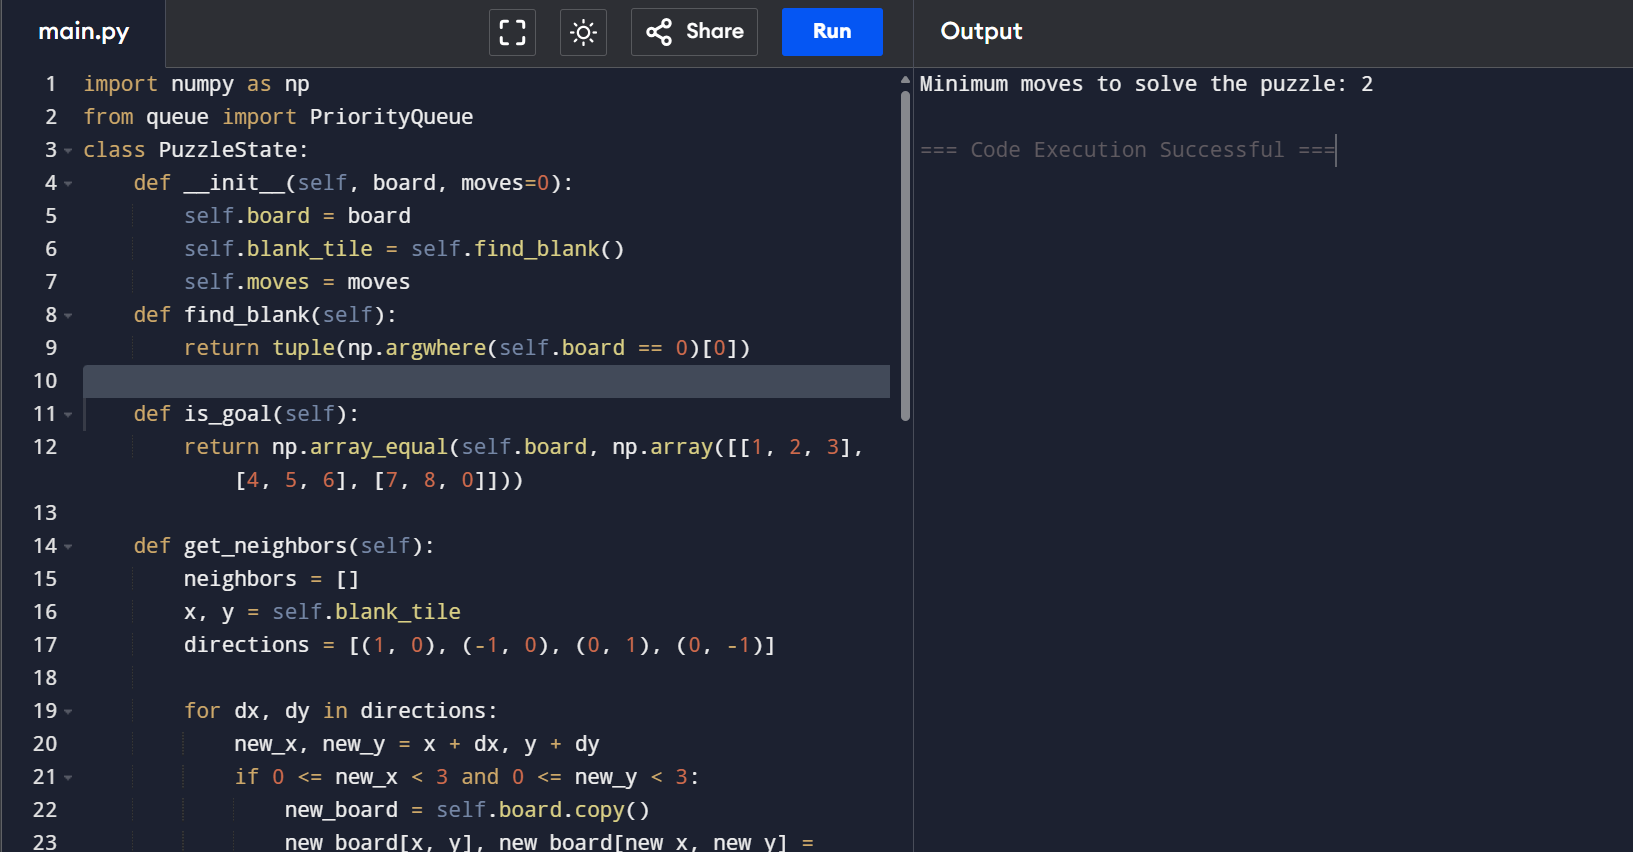 main.py
Share
Run
Output
1 import numpy as np
2 from queue import PriorityQueue
3 class PuzzleState:
4     def __init__(self, board, moves=0):
5         self.board = board
6         self.blank_tile = self.find_blank()
7         self.moves = moves
8     def find_blank(self):
9         return tuple(np.argwhere(self.board == 0)[0])
10
11     def is_goal(self):
12         return np.array_equal(self.board, np.array([[1, 2, 3],
            [4, 5, 6], [7, 8, 0]]))
13
14     def get_neighbors(self):
15         neighbors = []
16         x, y = self.blank_tile
17         directions = [(1, 0), (-1, 0), (0, 1), (0, -1)]
18
19         for dx, dy in directions:
20             new_x, new_y = x + dx, y + dy
21             if 0 <= new_x < 3 and 0 <= new_y < 3:
22                 new_board = self.board.copy()
23                 new_board[x, y], new_board[new_x, new_y] =
Minimum moves to solve the puzzle: 2
=== Code Execution Successful ===